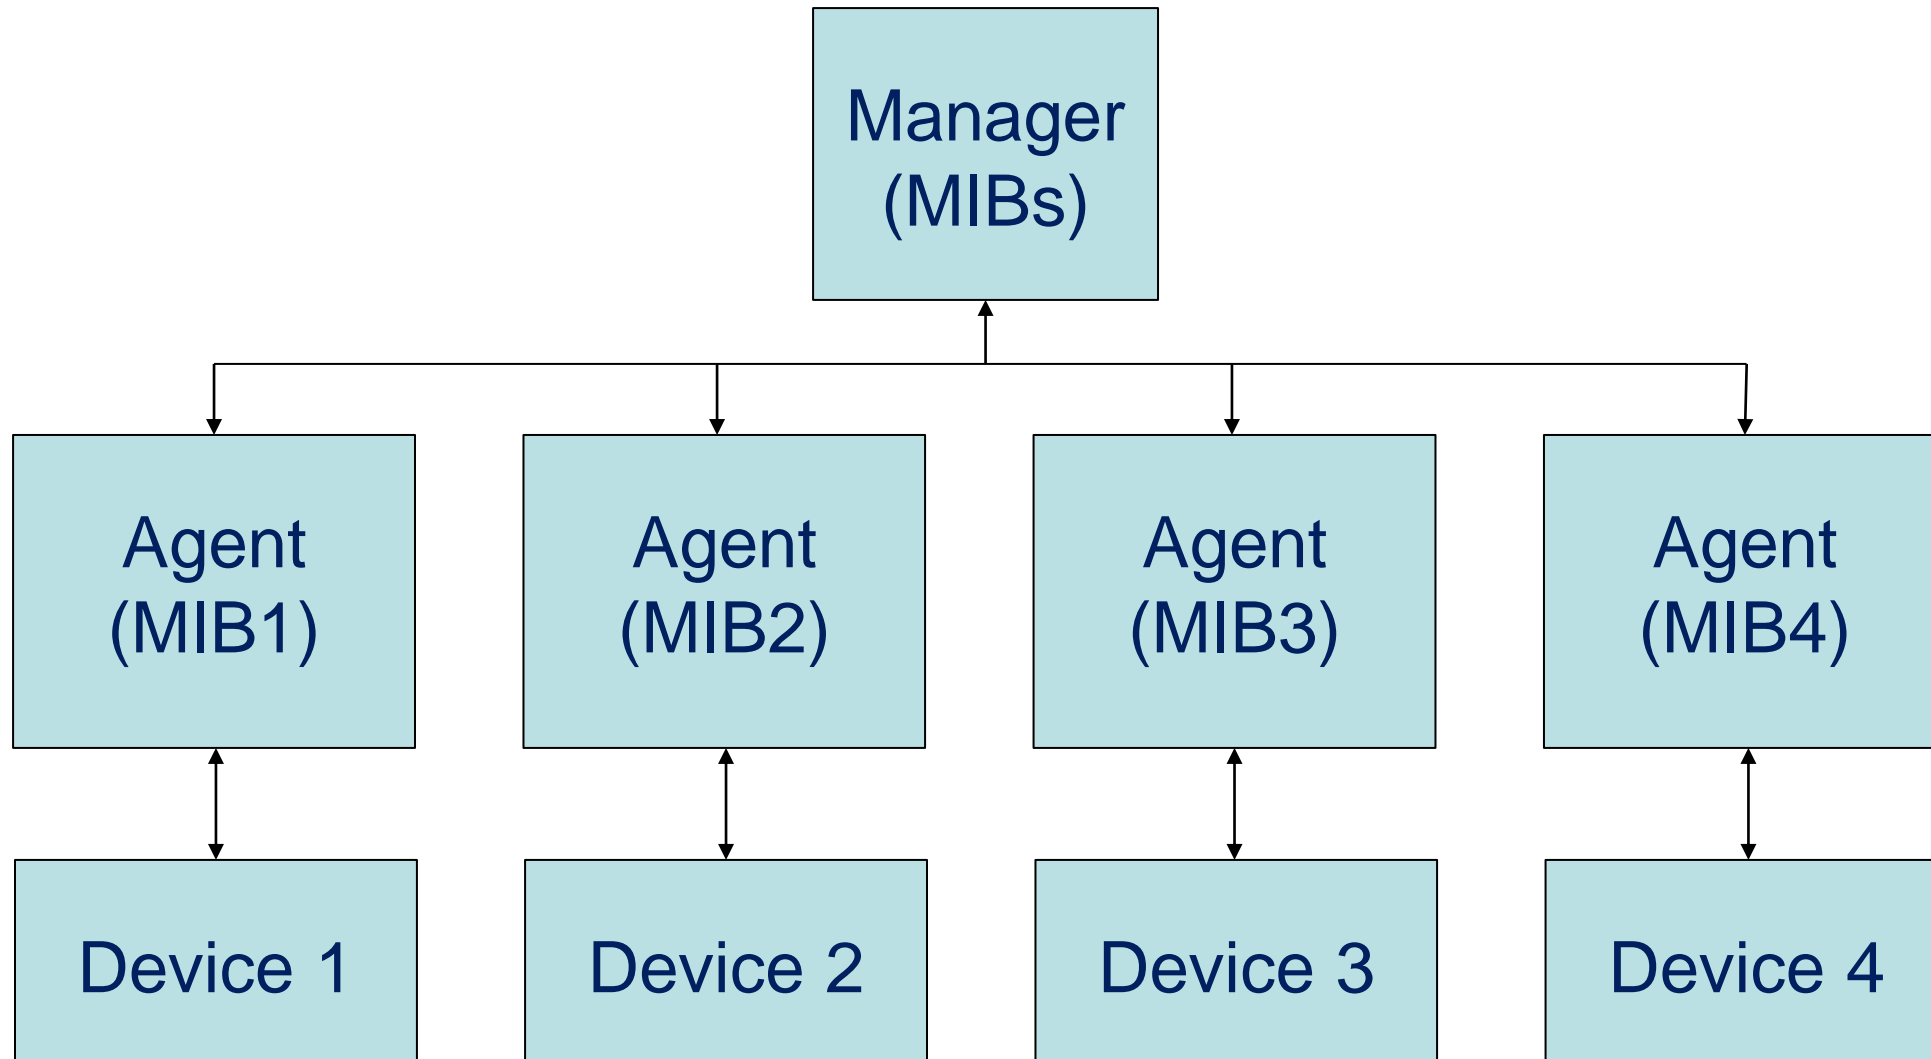 Manager
(MIBs)
Agent
(MIB1)
Agent
(MIB2)
Agent
(MIB3)
Agent
(MIB4)
Device 1
Device 2
Device 3
Device 4